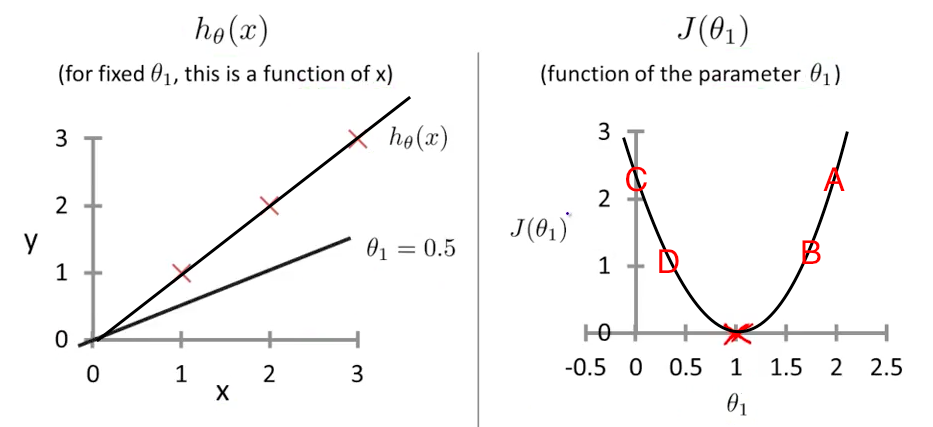 hθ(x)
(for fixed θ₁, this is a function of x)
3
2
1
0
y
hθ(x)
θ₁ = 0.5
0 1 2 3
x
J(θ₁)
(function of the parameter θ₁)
3
2
1
0
J(θ₁)
C
A
D
B
-0.5 0 0.5 1 1.5 2 2.5
θ₁